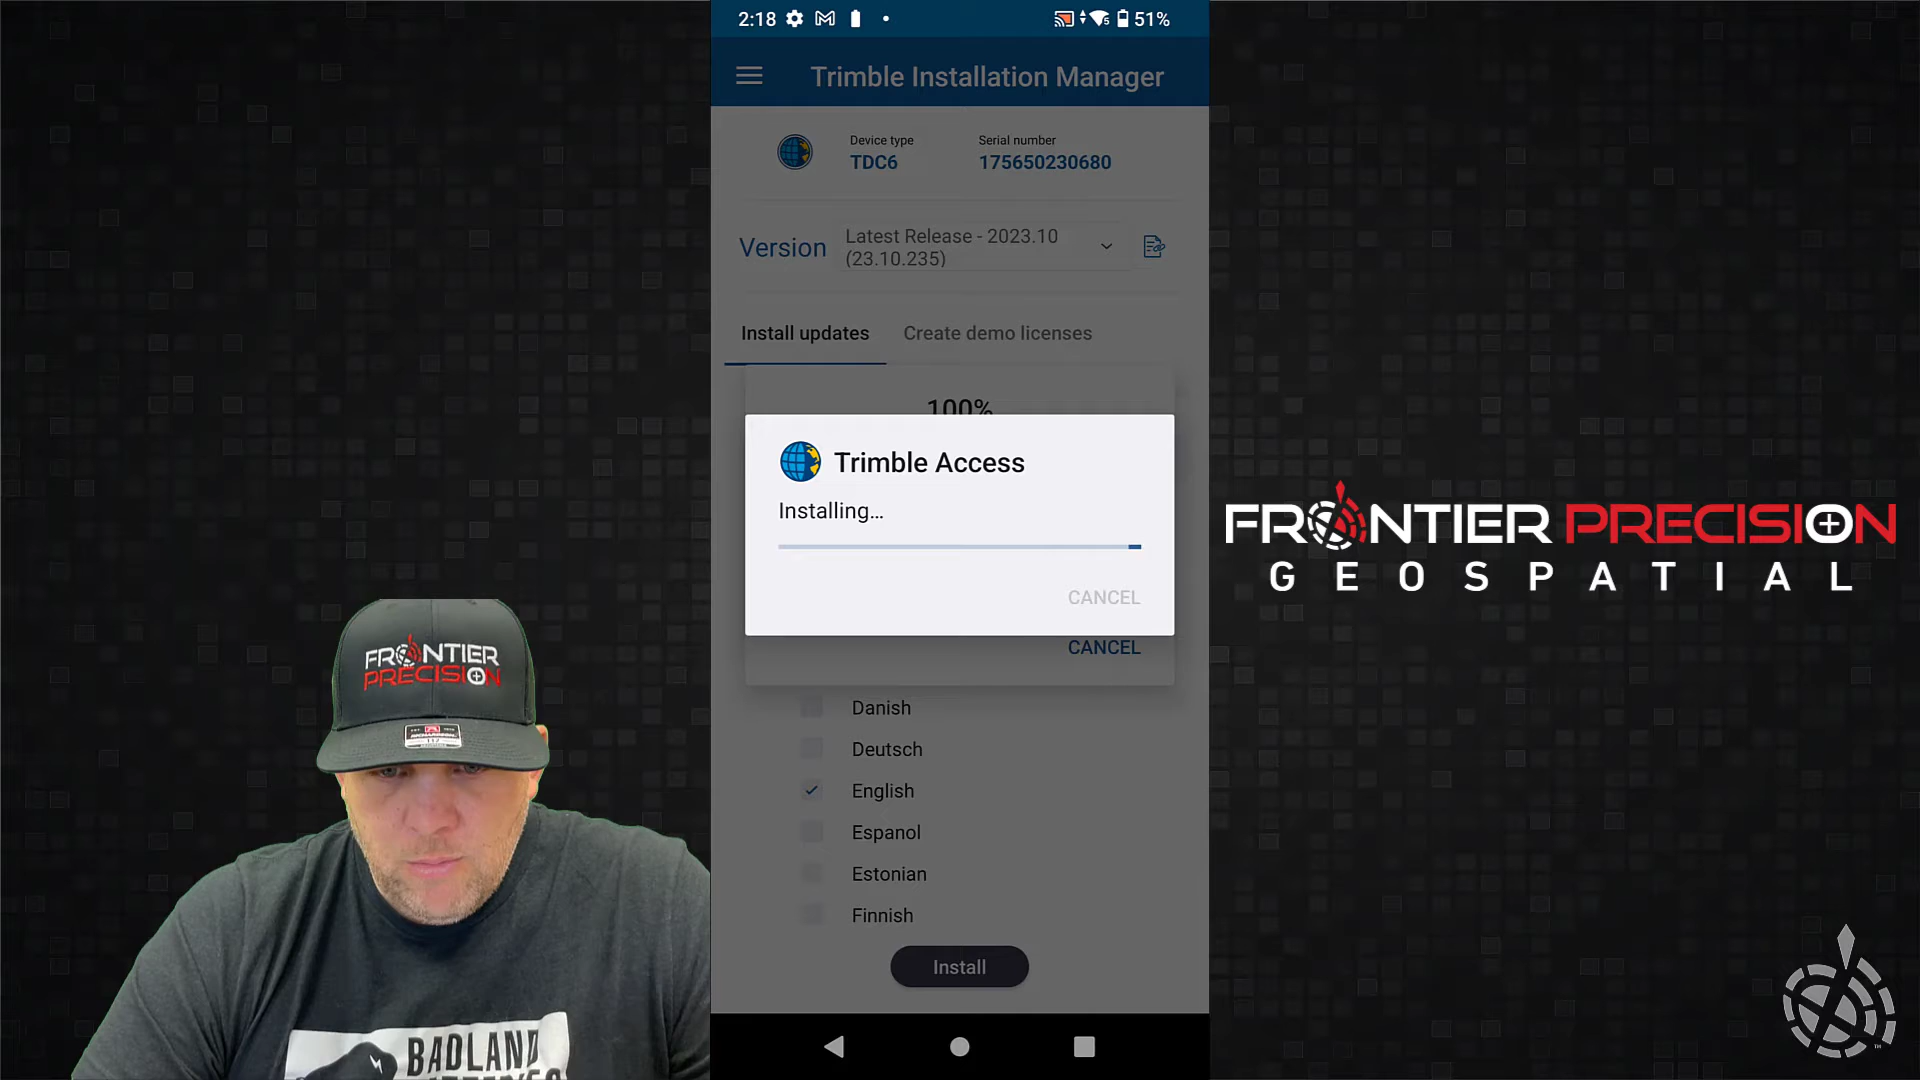 2:18
51%
Trimble Installation Manager
Device type
Serial number
TDC6
175650230680
Version
Latest Release - 2023.10
(23.10.235)
Install updates
Create demo licenses
100%
Trimble Access
Installing...
CANCEL
CANCEL
Danish
Deutsch
English
Espanol
Estonian
Finnish
Install
FRONTIER PRECISION
GEOSPATIAL
FRONTIER
PRECISION
BADLAND